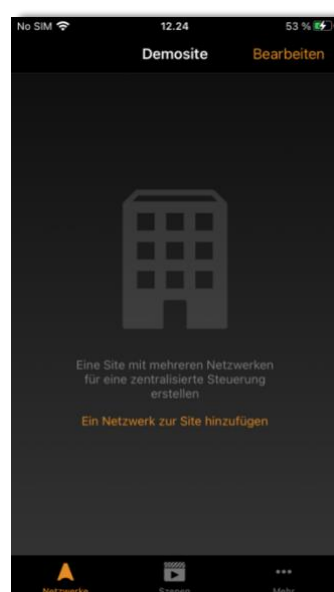 No SIM 12.24 53 %
Demosite Bearbeiten
Eine Site mit mehreren Netzwerken
für eine zentralisierte Steuerung
erstellen
Ein Netzwerk zur Site hinzufügen
Netzwerke Szenen Mehr